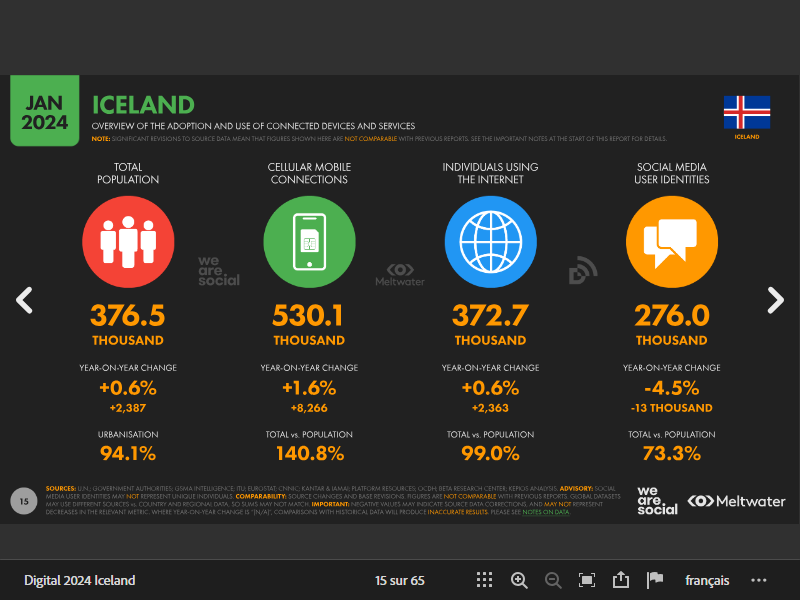 JAN
2024
ICELAND
OVERVIEW OF THE ADOPTION AND USE OF CONNECTED DEVICES AND SERVICES
NOTE: SIGNIFICANT REVISIONS TO SOURCE DATA MEAN THAT FIGURES SHOWN HERE ARE NOT COMPARABLE WITH PREVIOUS REPORTS. SEE THE IMPORTANT NOTES AT THE START OF THIS REPORT FOR DETAILS.
ICELAND
TOTAL
POPULATION
CELLULAR MOBILE
CONNECTIONS
INDIVIDUALS USING
THE INTERNET
SOCIAL MEDIA
USER IDENTITIES
we
are.
social
Meltwater
376.5
THOUSAND
530.1
THOUSAND
372.7
THOUSAND
276.0
THOUSAND
YEAR-ON-YEAR CHANGE
+0.6%
+2,387
YEAR-ON-YEAR CHANGE
+1.6%
+8,266
YEAR-ON-YEAR CHANGE
+0.6%
+2,363
YEAR-ON-YEAR CHANGE
-4.5%
-13 THOUSAND
URBANISATION
94.1%
TOTAL vs. POPULATION
140.8%
TOTAL vs. POPULATION
99.0%
TOTAL vs. POPULATION
73.3%
15
SOURCES: U.N.; GOVERNMENT AUTHORITIES; GSMA INTELLIGENCE; ITU; EUROSTAT; CNNIC; KANTAR & IAMAI; PLATFORM RESOURCES; OCDH; BETA RESEARCH CENTER; KEPIOS ANALYSIS. ADVISORY: SOCIAL
MEDIA USER IDENTITIES MAY NOT REPRESENT UNIQUE INDIVIDUALS. COMPARABILITY: SOURCE CHANGES AND BASE REVISIONS. FIGURES ARE NOT COMPARABLE WITH PREVIOUS REPORTS. GLOBAL DATASETS
MAY USE DIFFERENT SOURCES vs. COUNTRY AND REGIONAL DATA, SO SUMS MAY NOT MATCH. IMPORTANT: NEGATIVE VALUES MAY INDICATE SOURCE DATA CORRECTIONS, AND MAY NOT REPRESENT
DECREASES IN THE RELEVANT METRIC. WHERE YEAR-ON-YEAR CHANGE IS "[N/A]", COMPARISONS WITH HISTORICAL DATA WILL PRODUCE INACCURATE RESULTS. PLEASE SEE NOTES ON DATA.
we
are.
social
Meltwater
Digital 2024 Iceland
15 sur 65
français